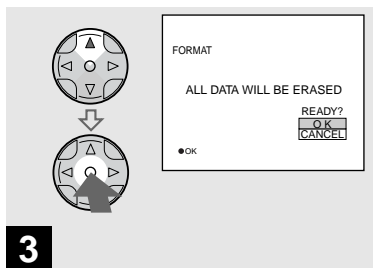 FORMAT
ALL DATA WILL BE ERASED
READY?
OK
CANCEL
●OK
3